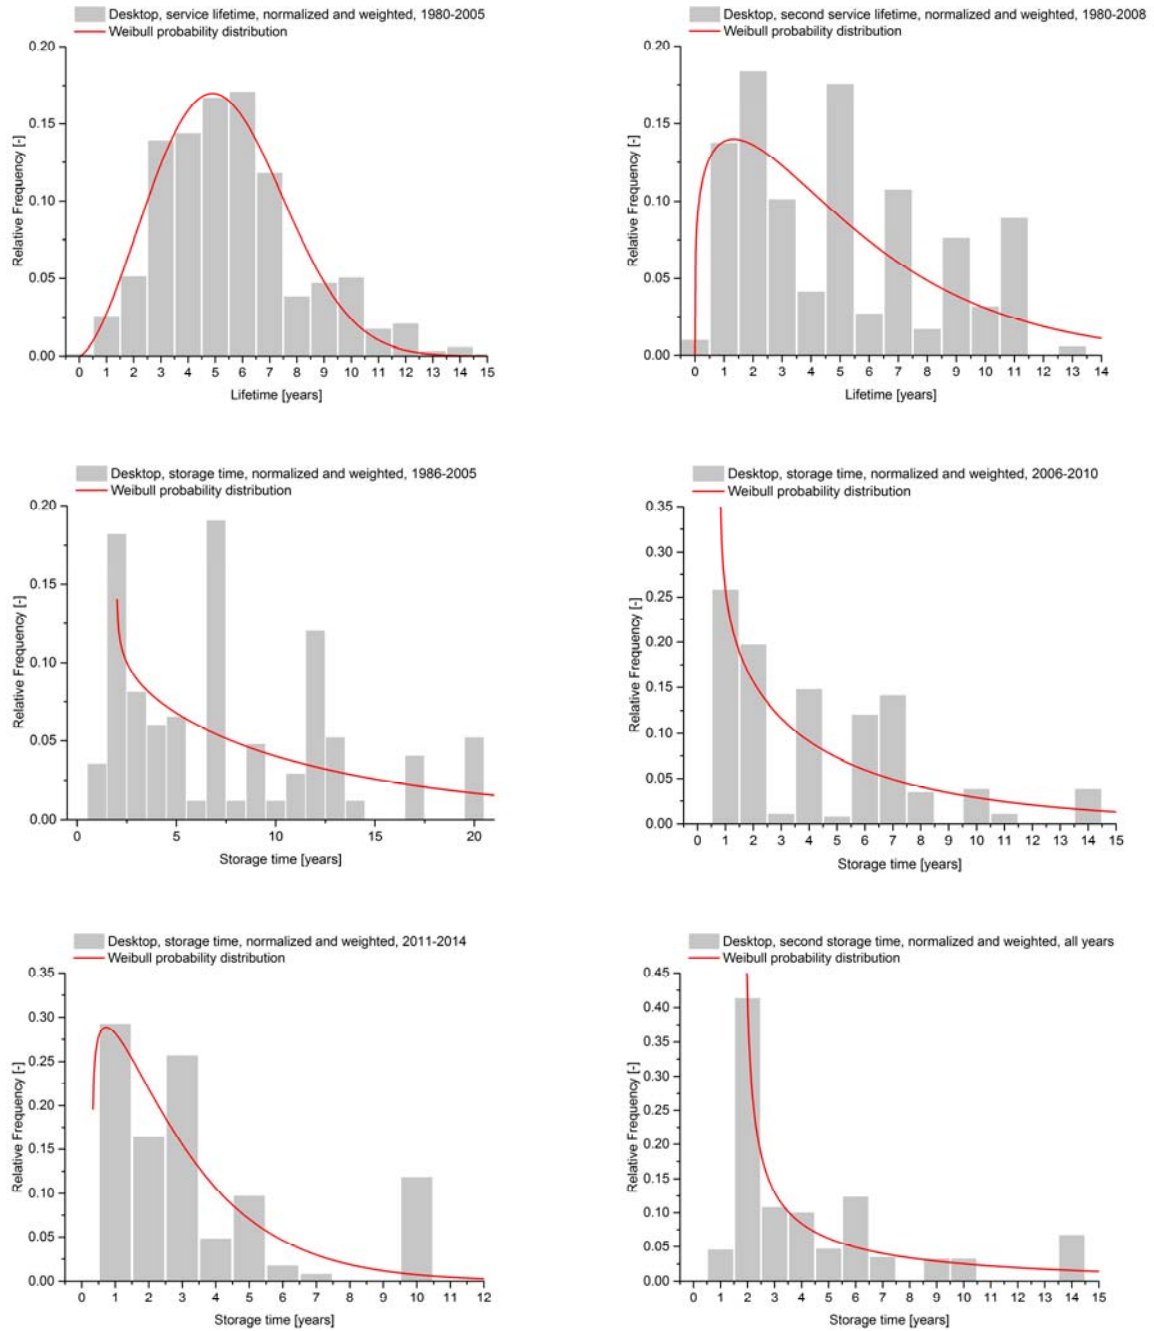 Desktop, service lifetime, normalized and weighted, 1980-2005
Weibull probability distribution
0.20
0.15
0.10
0.05
0.00
Relative Frequency [-]
0 1 2 3 4 5 6 7 8 9 10 11 12 13 14 15
Lifetime [years]
Desktop, second service lifetime, normalized and weighted, 1980-2008
Weibull probability distribution
0.20
0.15
0.10
0.05
0.00
Relative Frequency [-]
0 1 2 3 4 5 6 7 8 9 10 11 12 13 14
Lifetime [years]
Desktop, storage time, normalized and weighted, 1986-2005
Weibull probability distribution
0.20
0.15
0.10
0.05
0.00
Relative Frequency [-]
0 5 10 15 20
Storage time [years]
Desktop, storage time, normalized and weighted, 2006-2010
Weibull probability distribution
0.35
0.30
0.25
0.20
0.15
0.10
0.05
0.00
Relative Frequency [-]
0 1 2 3 4 5 6 7 8 9 10 11 12 13 14 15
Storage time [years]
Desktop, storage time, normalized and weighted, 2011-2014
Weibull probability distribution
0.35
0.30
0.25
0.20
0.15
0.10
0.05
0.00
Relative Frequency [-]
0 1 2 3 4 5 6 7 8 9 10 11 12
Storage time [years]
Desktop, second storage time, normalized and weighted, all years
Weibull probability distribution
0.45
0.40
0.35
0.30
0.25
0.20
0.15
0.10
0.05
0.00
Relative Frequency [-]
0 1 2 3 4 5 6 7 8 9 10 11 12 13 14 15
Storage time [years]